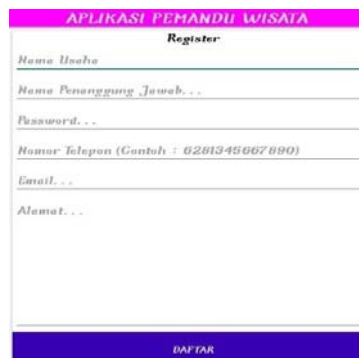 APLIKASI PEMANDU WISATA
Register
Nama Usaha
Nama Penanggung Jawab. . .
Password. . .
Nomor Telepon (Contoh : 6281345667890)
Email. . .
Alamat. . .
DAFTAR